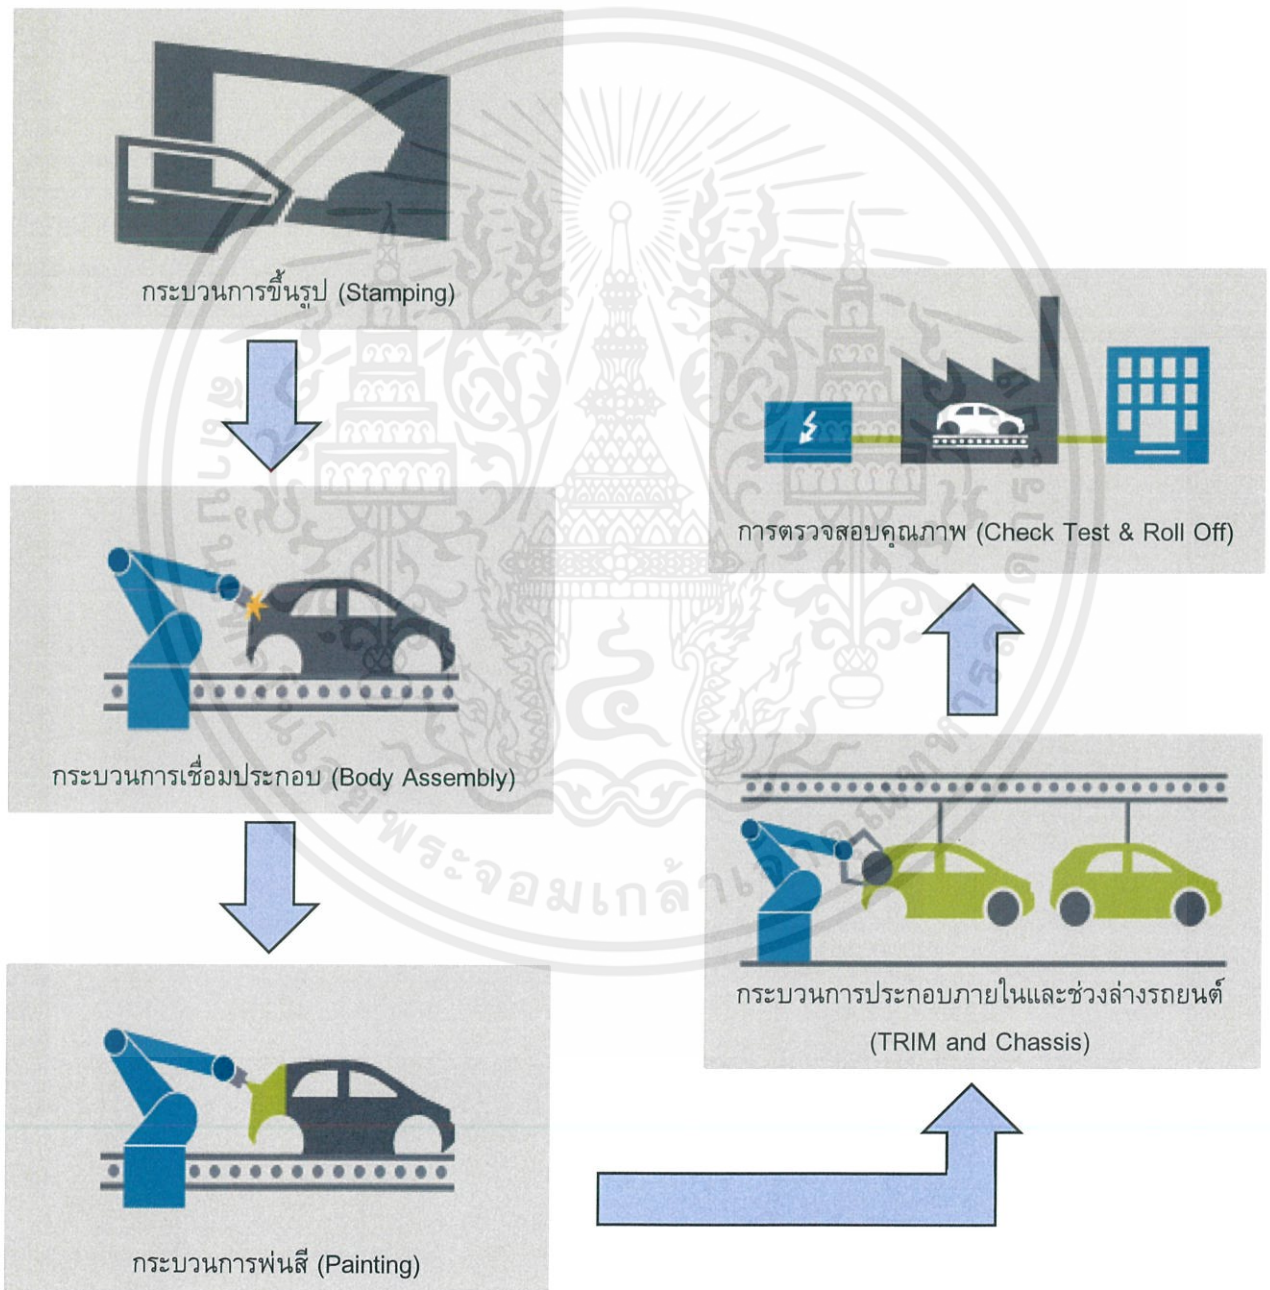 กระบวนการขึ้นรูป (Stamping)
กระบวนการเชื่อมประกอบ (Body Assembly)
กระบวนการพ่นสี (Painting)
กระบวนการประกอบภายในและช่วงล่างรถยนต์
(TRIM and Chassis)
การตรวจสอบคุณภาพ (Check Test & Roll Off)